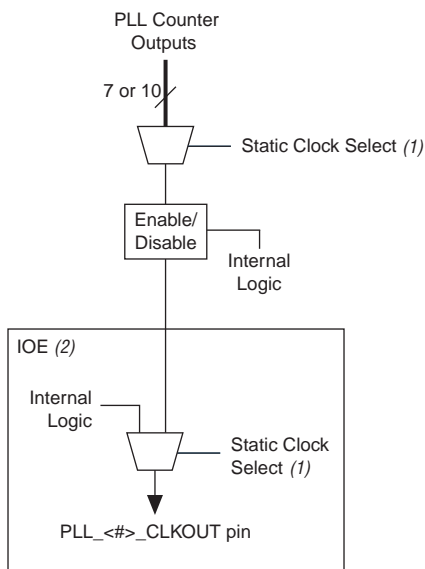 PLL Counter
Outputs
7 or 10
Static Clock Select (1)
Enable/
Disable
Internal
Logic
IOE (2)
Internal
Logic
Static Clock
Select (1)
PLL_<#>_CLKOUT pin